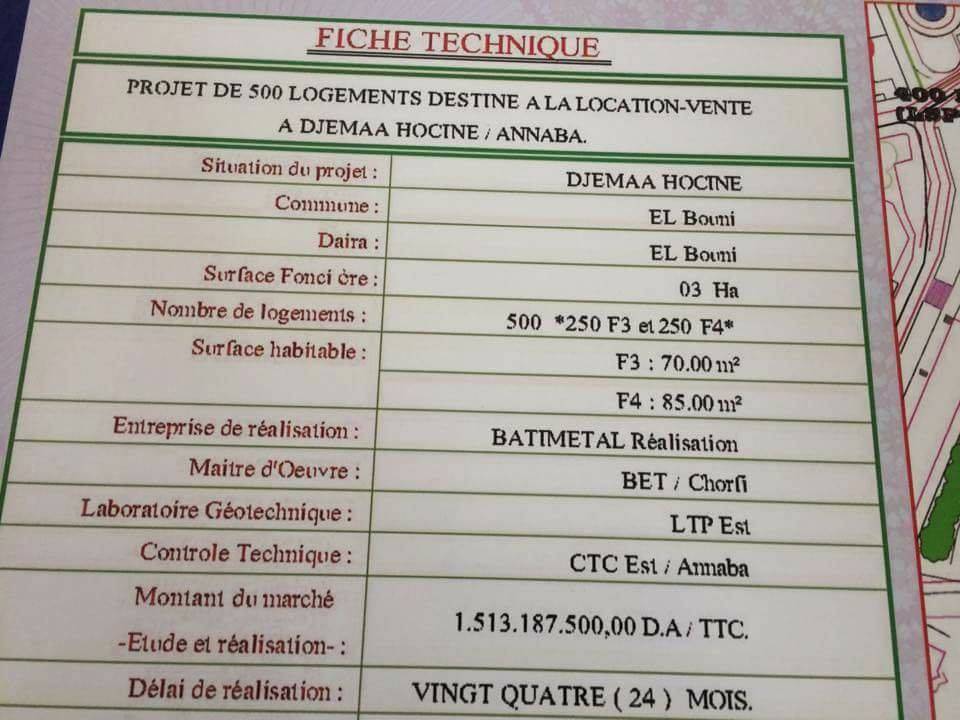 FICHE TECHNIQUE
PROJET DE 500 LOGEMENTS DESTINE A LA LOCATION-VENTE
A DJEMAA HOCINE / ANNABA.
Situation du projet : DJEMAA HOCINE
Commune : EL Bouni
Daira : EL Bouni
Surface Fonci ère : 03 Ha
Nombre de logements : 500 *250 F3 et 250 F4*
Surface habitable : F3 : 70.00 m²
F4 : 85.00 m²
Entreprise de réalisation : BATIMETAL Réalisation
Maitre d'Oeuvre : BET / Chorfi
Laboratoire Géotechnique : LTP Est
Controle Technique : CTC Est / Annaba
Montant du marché
-Etude et réalisation- : 1.513.187.500,00 D.A / TTC.
Délai de réalisation : VINGT QUATRE ( 24 ) MOIS.
400
(LSP